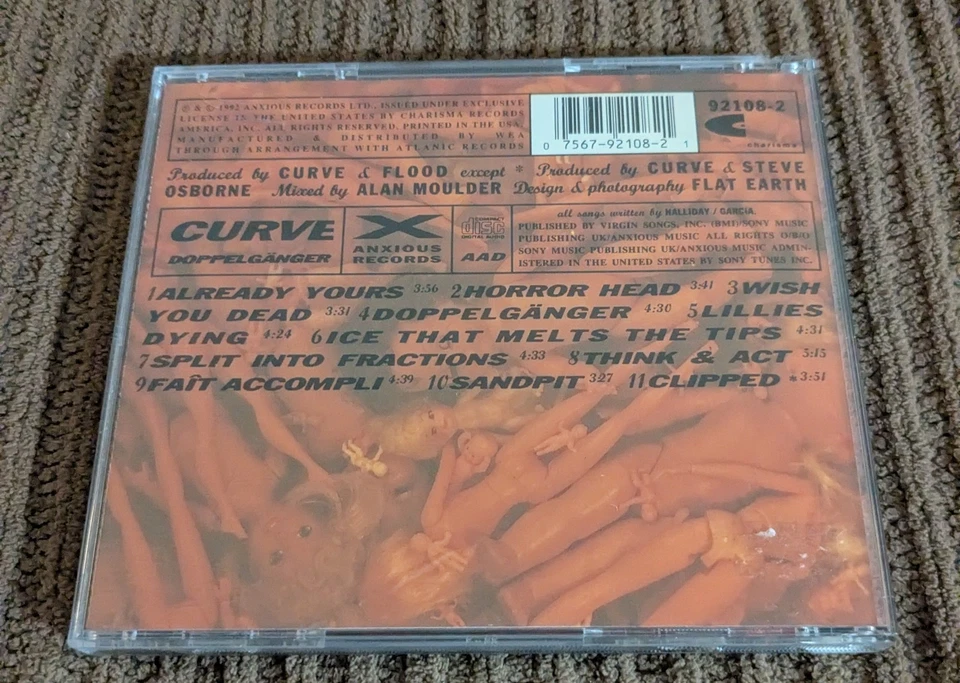 ℗ & © 1992 ANXIOUS RECORDS LTD., ISSUED UNDER EXCLUSIVE
LICENSE IN THE UNITED STATES BY CHARISMA RECORDS
AMERICA, INC. ALL RIGHTS RESERVED. PRINTED IN THE USA.
MANUFACTURED & DISTRIBUTED BY WEA
THROUGH ARRANGEMENT WITH ATLANIC RECORDS
0 7567-92108-2 1
92108-2
charisma
Produced by CURVE & FLOOD except * Produced by CURVE & STEVE
OSBORNE Mixed by ALAN MOULDER Design & photography FLAT EARTH
CURVE
DOPPELGÄNGER
X
ANXIOUS
RECORDS
COMPACT
disc
DIGITAL AUDIO
AAD
all songs written by HALLIDAY / GARCIA.
PUBLISHED BY VIRGIN SONGS, INC. (BMI)/SONY MUSIC
PUBLISHING UK/ANXIOUS MUSIC ALL RIGHTS O/B/O
SONY MUSIC PUBLISHING UK/ANXIOUS MUSIC ADMIN-
ISTERED IN THE UNITED STATES BY SONY TUNES INC.
1 ALREADY YOURS 3:56 2 HORROR HEAD 3:41 3 WISH
YOU DEAD 3:31 4 DOPPELGÄNGER 4:30 5 LILLIES
DYING 4:24 6 ICE THAT MELTS THE TIPS 4:31
7 SPLIT INTO FRACTIONS 4:33 8 THINK & ACT 5:15
9 FAÎT ACCOMPLI 4:39 10 SANDPIT 3:27 11 CLIPPED *3:51